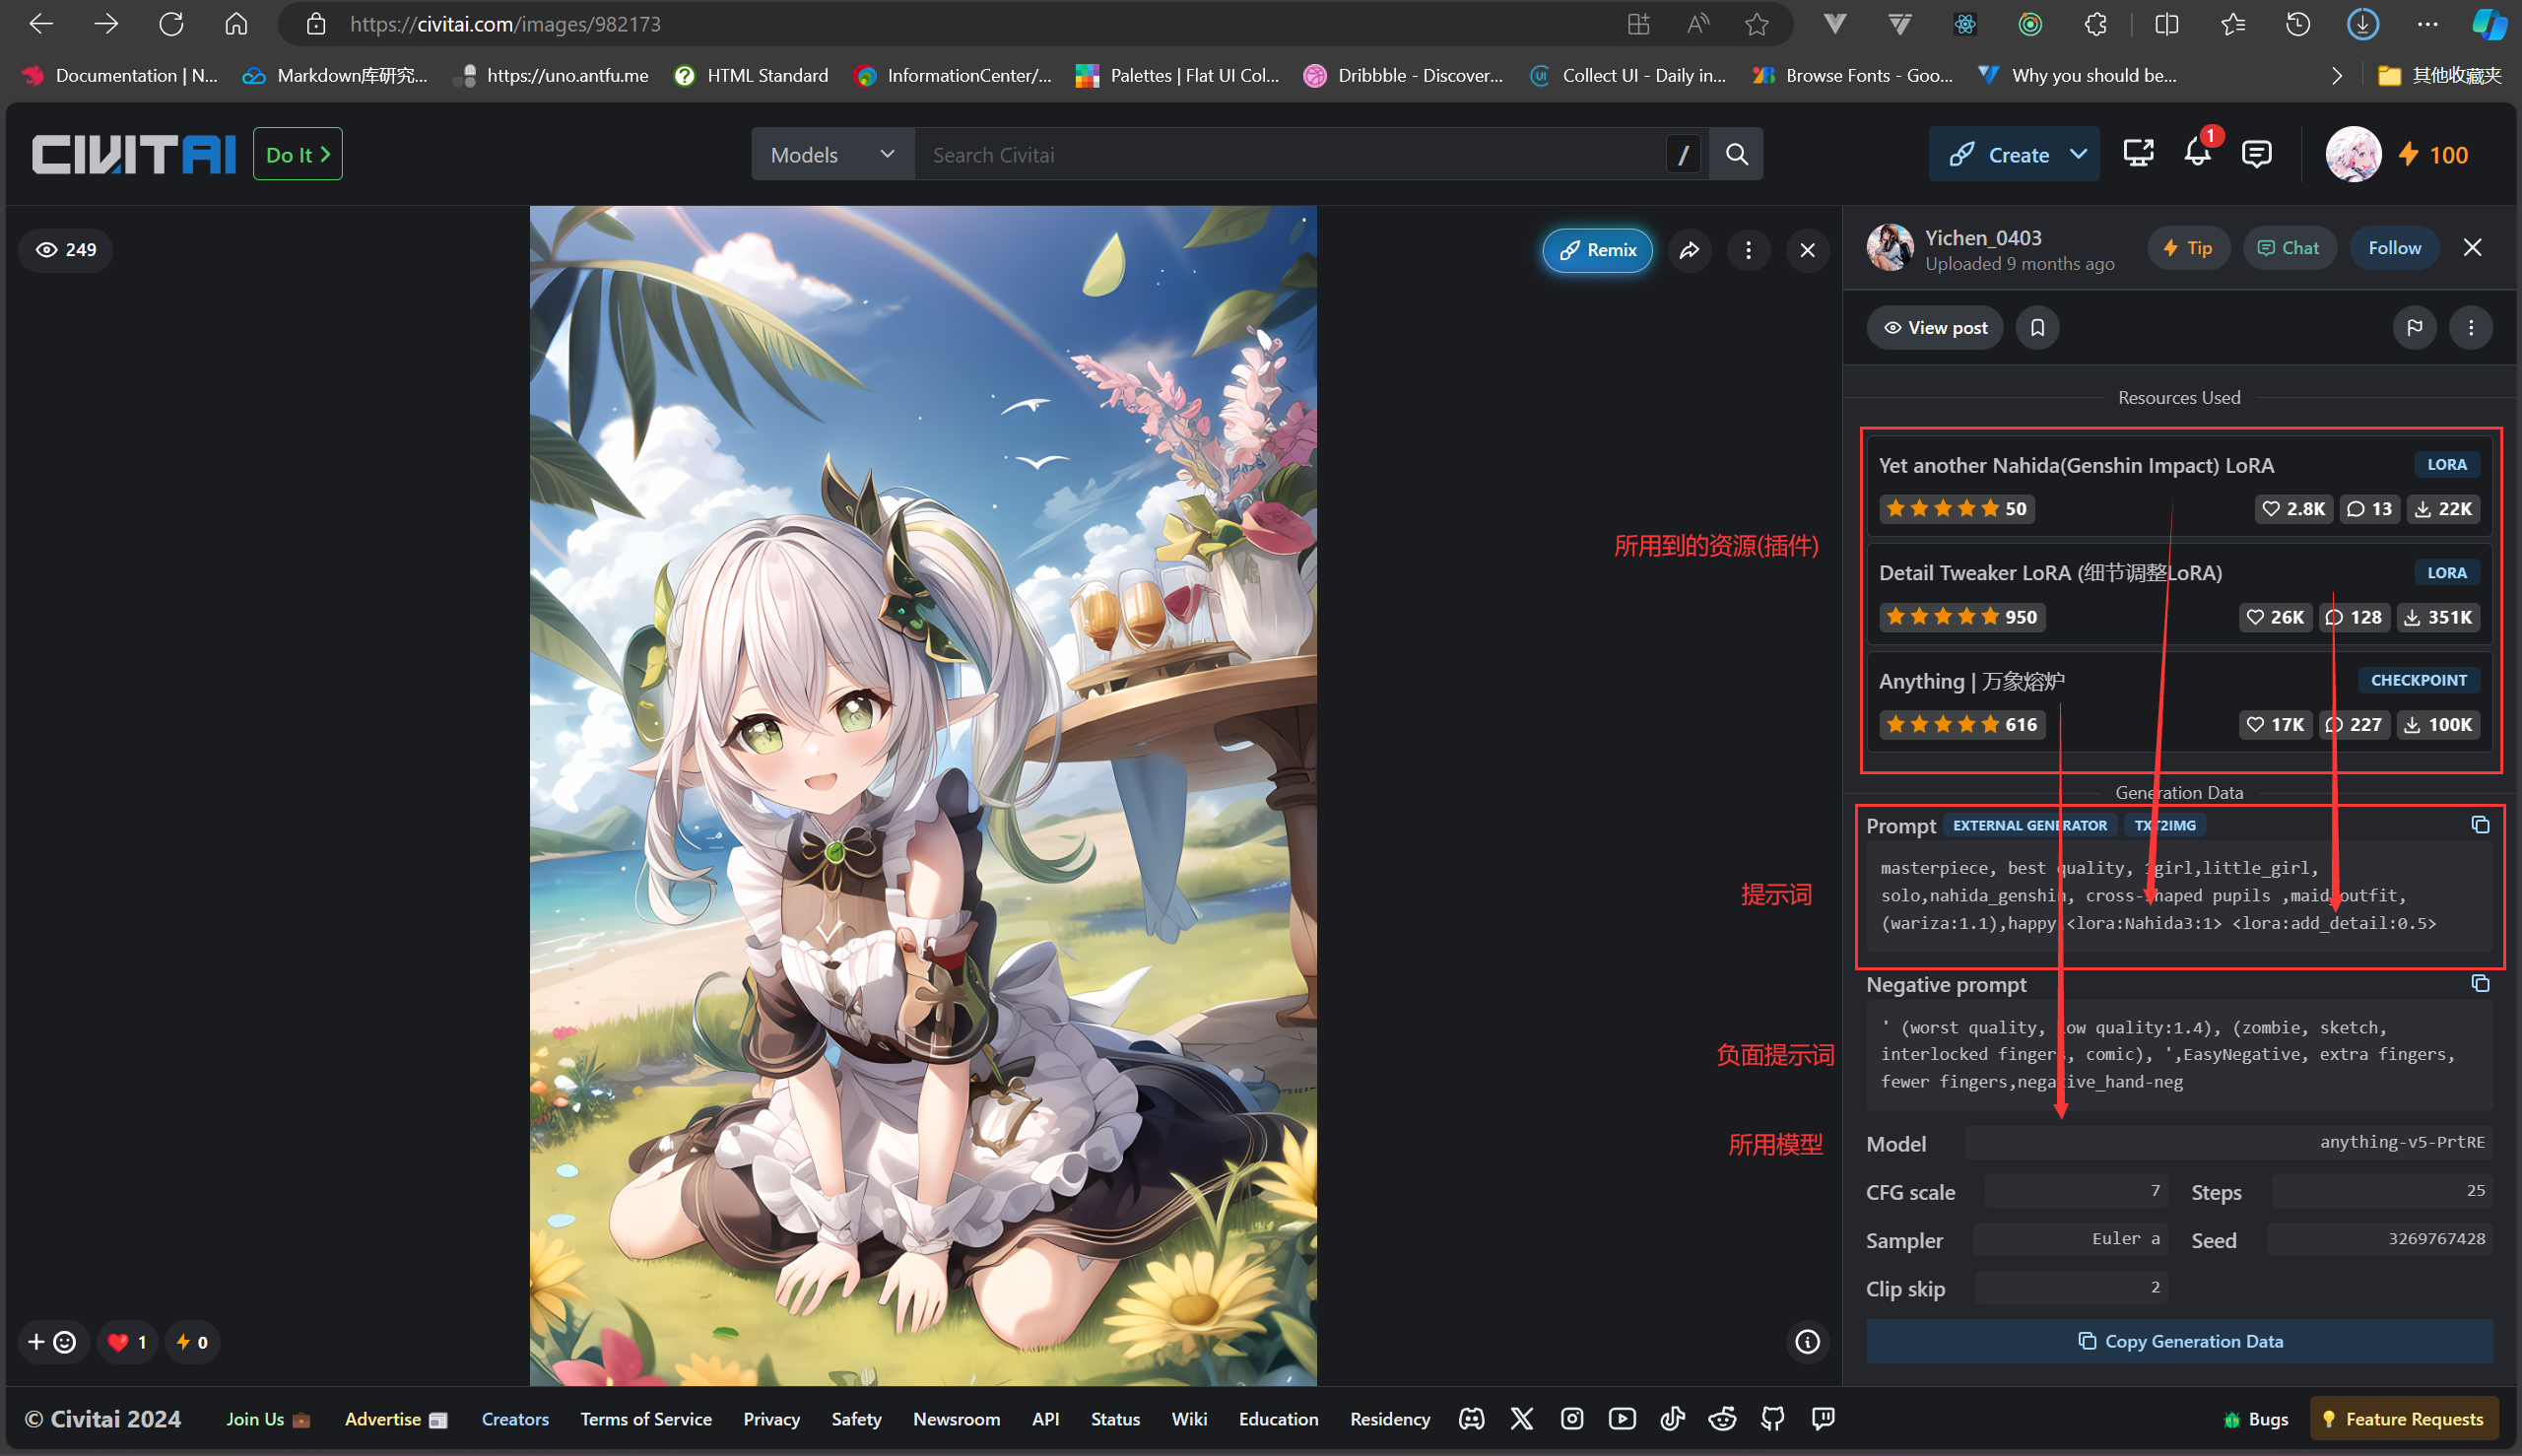 https://civitai.com/images/982173
Documentation | N...
Markdown库研究...
https://uno.antfu.me
HTML Standard
InformationCenter/...
Palettes | Flat UI Col...
Dribbble - Discover...
Collect UI - Daily in...
Browse Fonts - Goo...
Why you should be...
其他收藏夹
CIVITAI
Do It
Models
Search Civitai
/
Create
1
100
249
Remix
Yichen_0403
Uploaded 9 months ago
Tip
Chat
Follow
View post
Resources Used
所用到的资源(插件)
Yet another Nahida(Genshin Impact) LoRA
LORA
50
2.8K
13
22K
Detail Tweaker LoRA (细节调整LoRA)
LORA
950
26K
128
351K
Anything | 万象熔炉
CHECKPOINT
616
17K
227
100K
Generation Data
提示词
Prompt
EXTERNAL GENERATOR
TXT2IMG
masterpiece, best quality, 1girl,little_girl,
solo,nahida_genshin, cross-shaped pupils ,maid_outfit,
(wariza:1.1),happy,<lora:Nahida3:1> <lora:add_detail:0.5>
负面提示词
Negative prompt
' (worst quality, low quality:1.4), (zombie, sketch,
interlocked fingers, comic), ',EasyNegative, extra fingers,
fewer fingers,negative_hand-neg
所用模型
Model
anything-v5-PrtRE
CFG scale
7
Steps
25
Sampler
Euler a
Seed
3269767428
Clip skip
2
Copy Generation Data
1
0
© Civitai 2024
Join Us
Advertise
Creators
Terms of Service
Privacy
Safety
Newsroom
API
Status
Wiki
Education
Residency
Bugs
Feature Requests